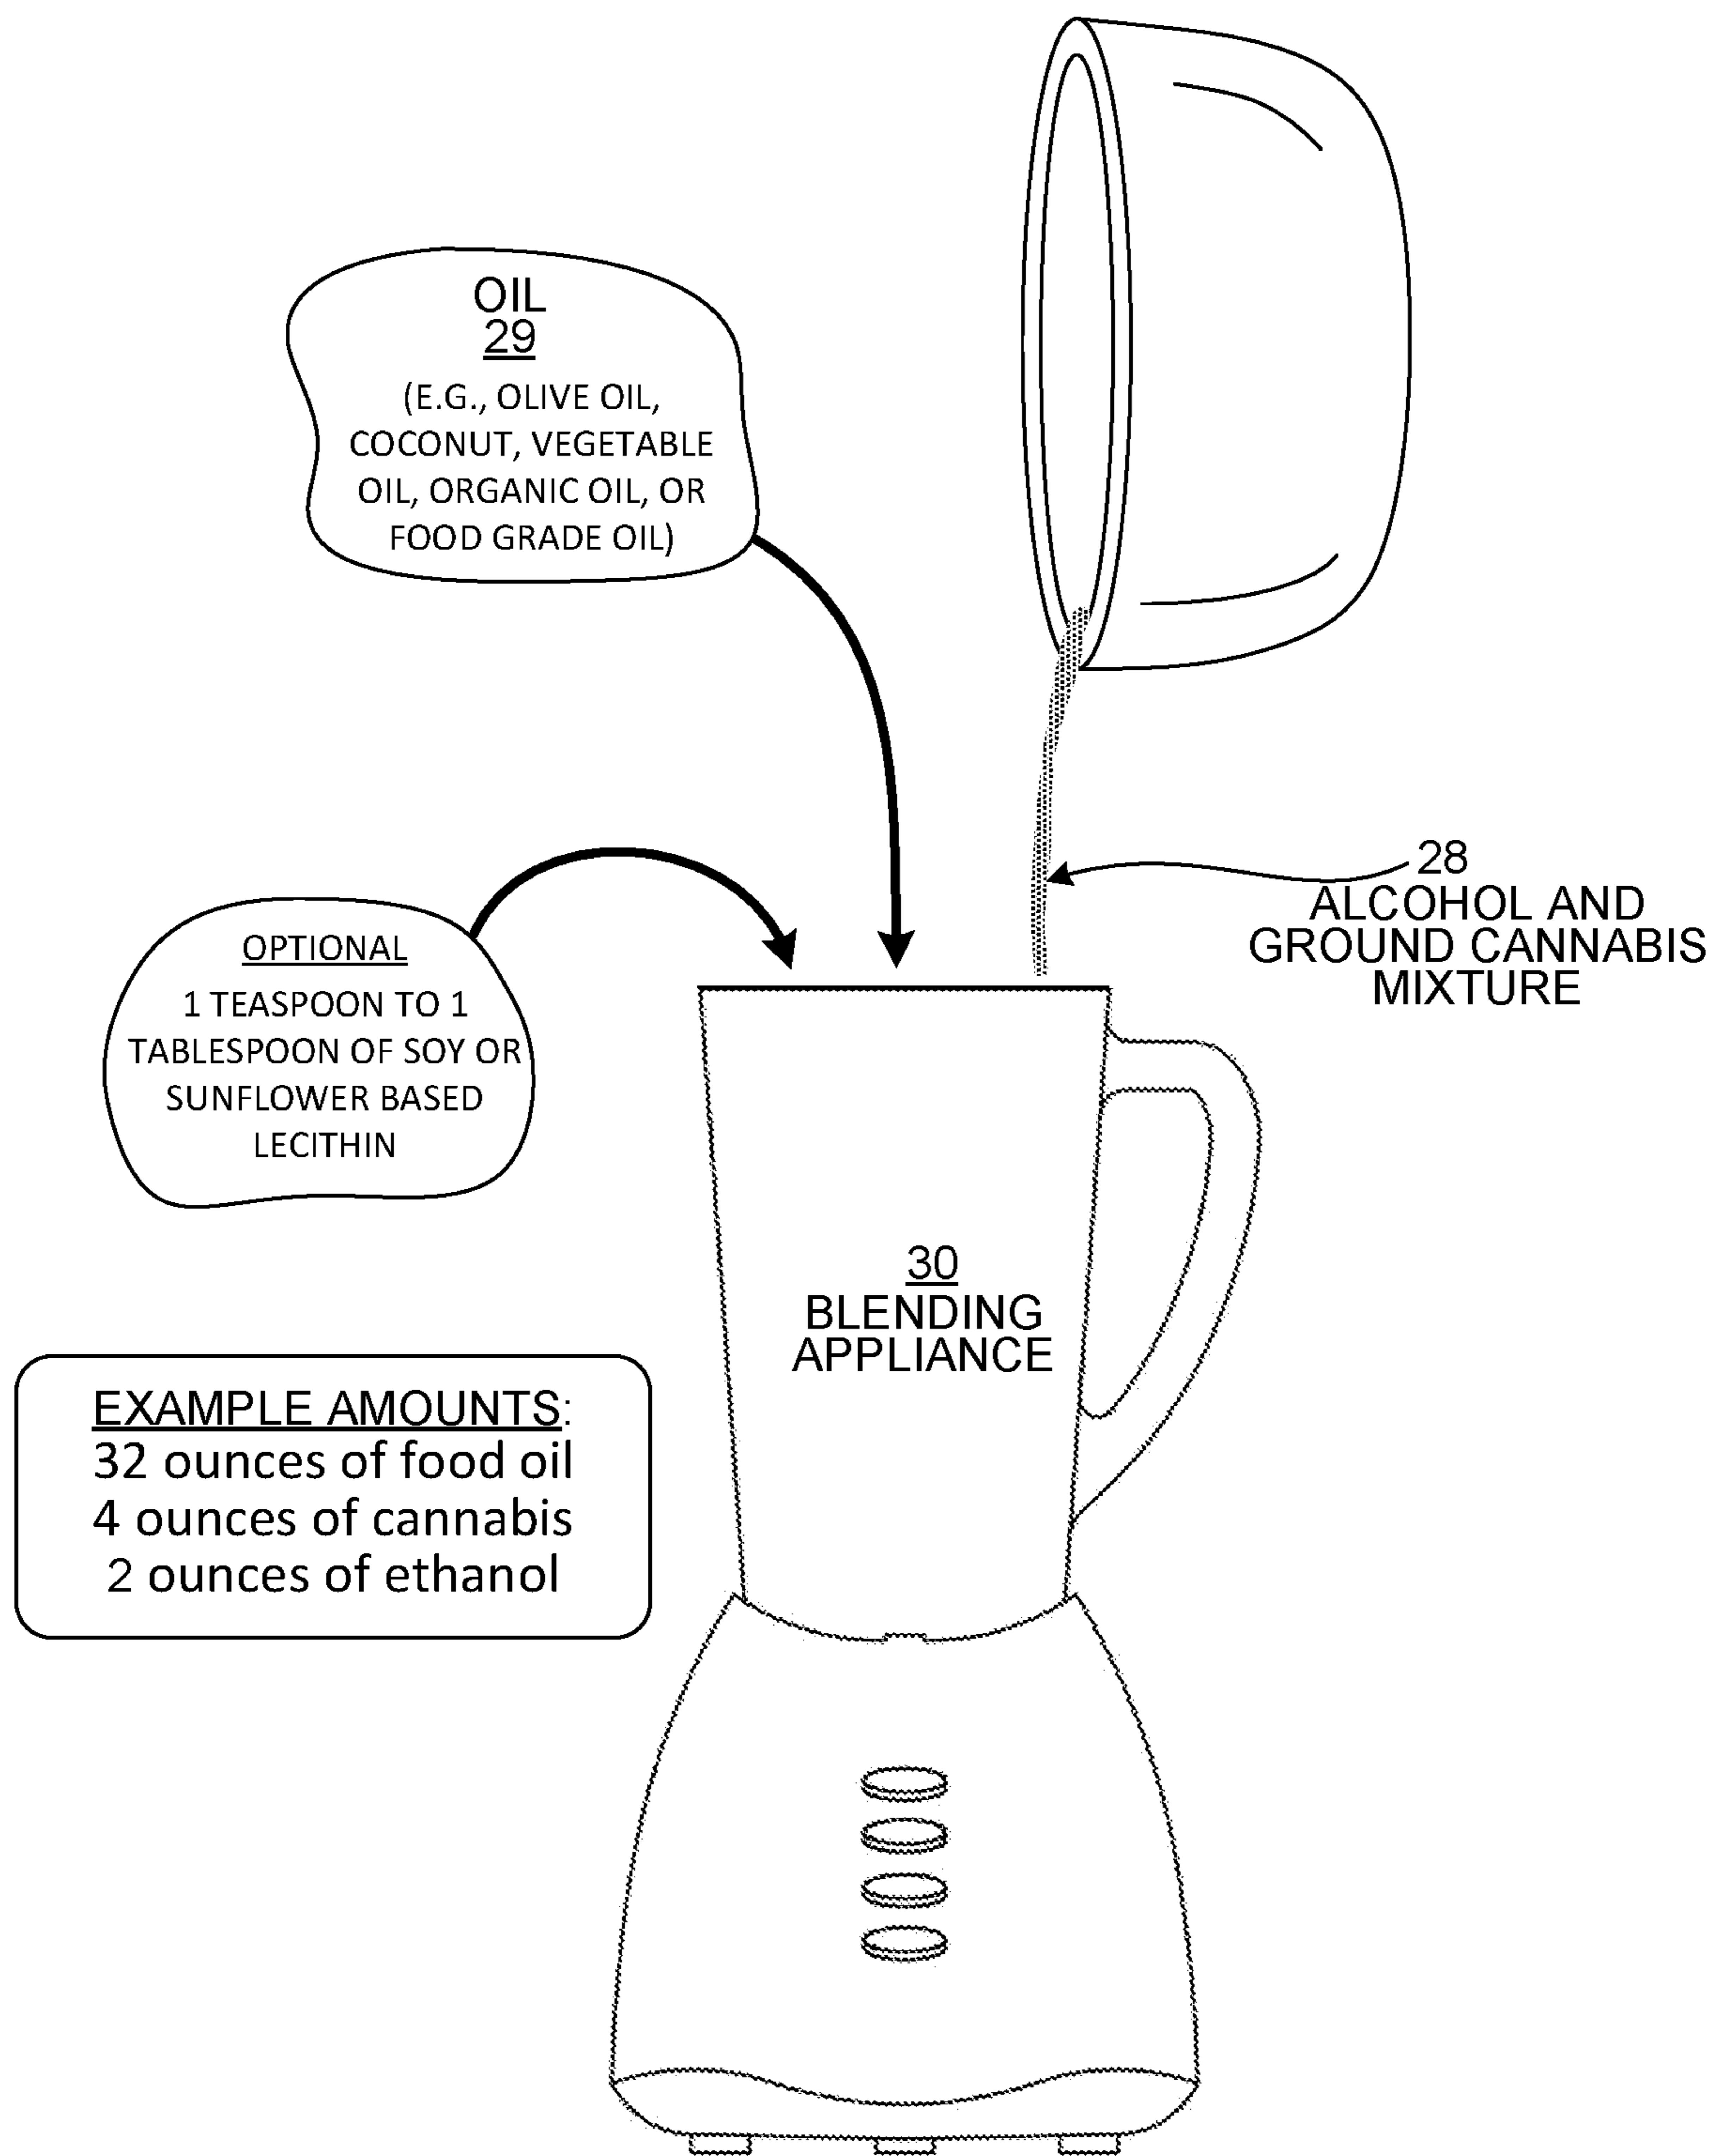 OIL
29
(E.G., OLIVE OIL,
COCONUT, VEGETABLE
OIL, ORGANIC OIL, OR
FOOD GRADE OIL)
28
ALCOHOL AND
GROUND CANNABIS
MIXTURE
OPTIONAL
1 TEASPOON TO 1
TABLESPOON OF SOY OR
SUNFLOWER BASED
LECITHIN
30
BLENDING
APPLIANCE
EXAMPLE AMOUNTS:
32 ounces of food oil
4 ounces of cannabis
2 ounces of ethanol